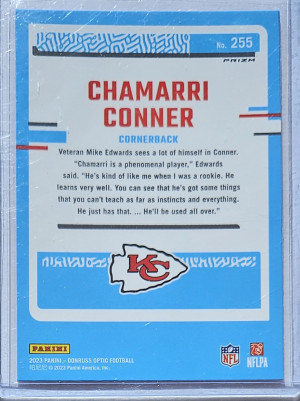 No. 255
PRIZM
CHAMARRI
CONNER
CORNERBACK
Veteran Mike Edwards sees a lot of himself in Conner.
"Chamarri is a phenomenal player," Edwards
said. "He's kind of like me when I was a rookie. He
learns very well. You can see that he's got some things
that you can't teach as far as instincts and everything.
He just has that. ... He'll be used all over."
KC
PANINI
NFL
NFLPA
2023 PANINI - DONRUSS OPTIC FOOTBALL
© 2023 Panini America, Inc.